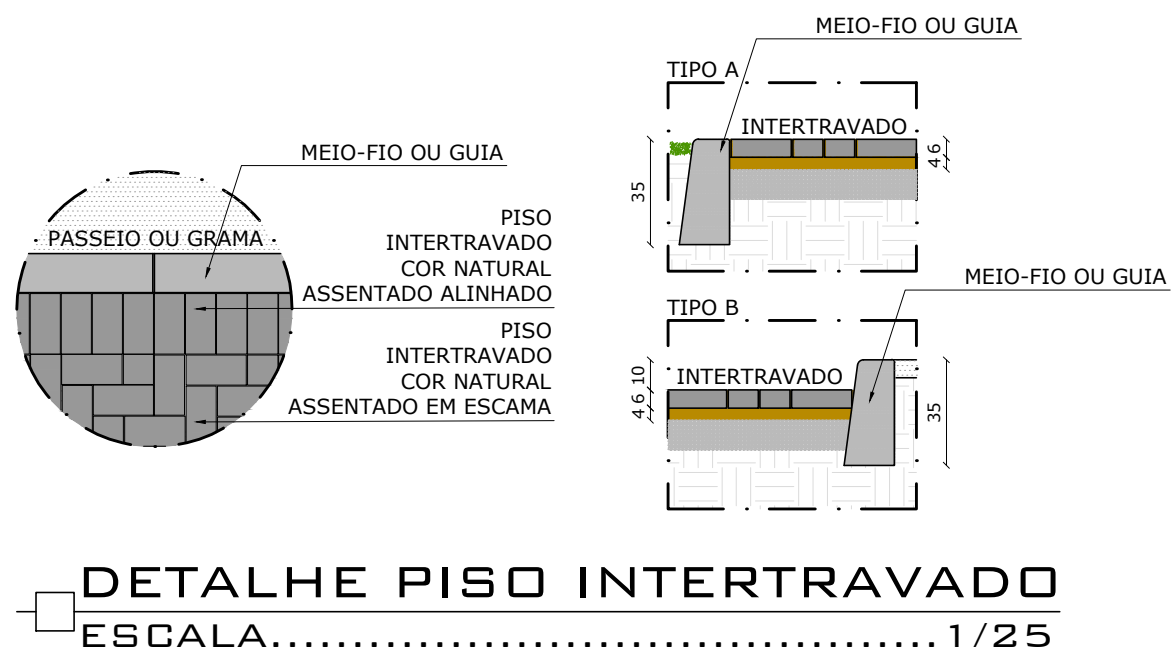 MEIO-FIO OU GUIA
PASSEIO OU GRAMA
PISO
INTERTRAVADO
COR NATURAL
ASSENTADO ALINHADO
PISO
INTERTRAVADO
COR NATURAL
ASSENTADO EM ESCAMA
MEIO-FIO OU GUIA
TIPO A
INTERTRAVADO
35
4 6
MEIO-FIO OU GUIA
TIPO B
INTERTRAVADO
4 6 10
35
DETALHE PISO INTERTRAVADO
ESCALA..........................................1/25